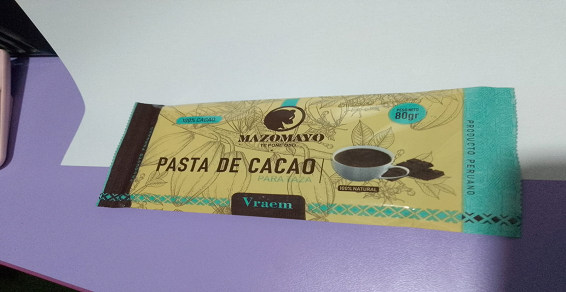 100% CACAO
PESO NETO
80gr
MAZOMAYO
PASTA DE CACAO
PARA TAZA
100% NATURAL
Vraem
PRODUCTO PERUANO